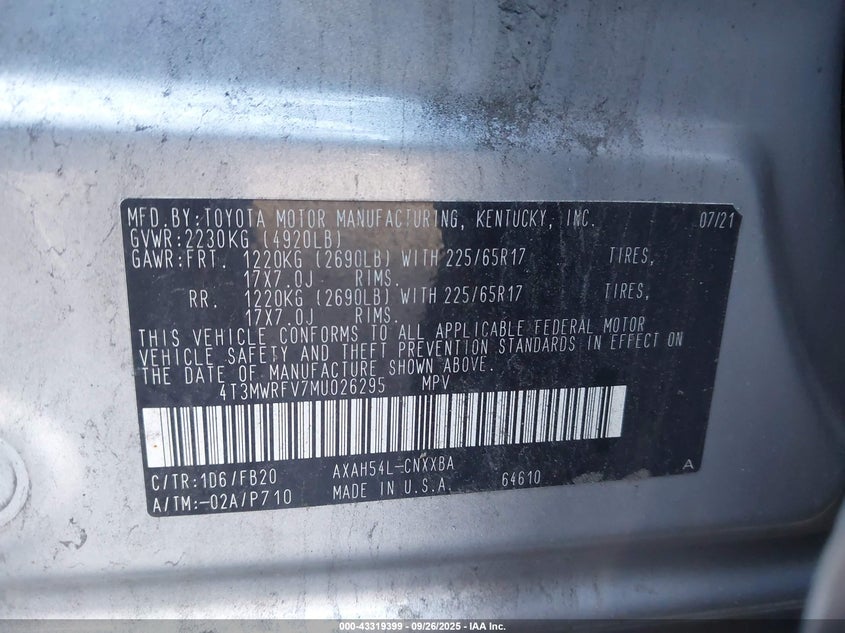 MFD. BY: TOYOTA MOTOR MANUFACTURING, KENTUCKY, INC. 07/21
GVWR: 2230KG (4920LB)
GAWR: FRT. 1220KG (2690LB) WITH 225/65R17 TIRES,
17X7.0J RIMS.
RR. 1220KG (2690LB) WITH 225/65R17 TIRES,
17X7.0J RIMS.
THIS VEHICLE CONFORMS TO ALL APPLICABLE FEDERAL MOTOR
VEHICLE SAFETY AND THEFT PREVENTION STANDARDS IN EFFECT ON
THE DATE OF MANUFACTURE SHOWN ABOVE.
4T3MWRFV7MU026295 MPV
C/TR: 1D6/FB20 AXAH54L-CNXXBA A
A/TM: -02A/P710 MADE IN U.S.A. 64610
000-43319399 - 09/26/2025 - IAA Inc.